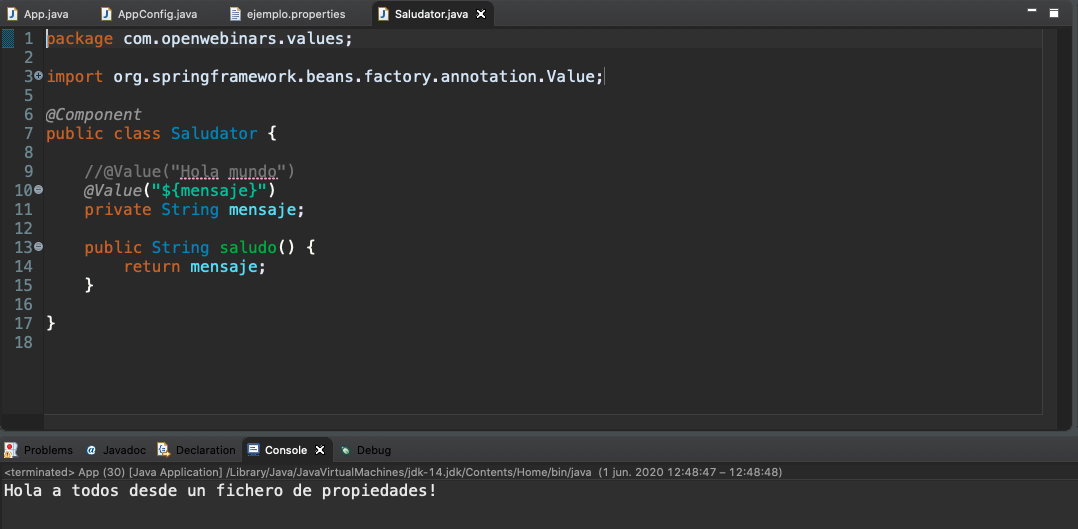 App.java AppConfig.java ejemplo.properties Saludator.java
1 package com.openwebinars.values;
2
3 import org.springframework.beans.factory.annotation.Value;
5
6 @Component
7 public class Saludator {
8
9 //@Value("Hola mundo")
10 @Value("${mensaje}")
11 private String mensaje;
12
13 public String saludo() {
14 return mensaje;
15 }
16
17 }
18
Problems Javadoc Declaration Console Debug
<terminated> App (30) [Java Application] /Library/Java/JavaVirtualMachines/jdk-14.jdk/Contents/Home/bin/java (1 jun. 2020 12:48:47 – 12:48:48)
Hola a todos desde un fichero de propiedades!